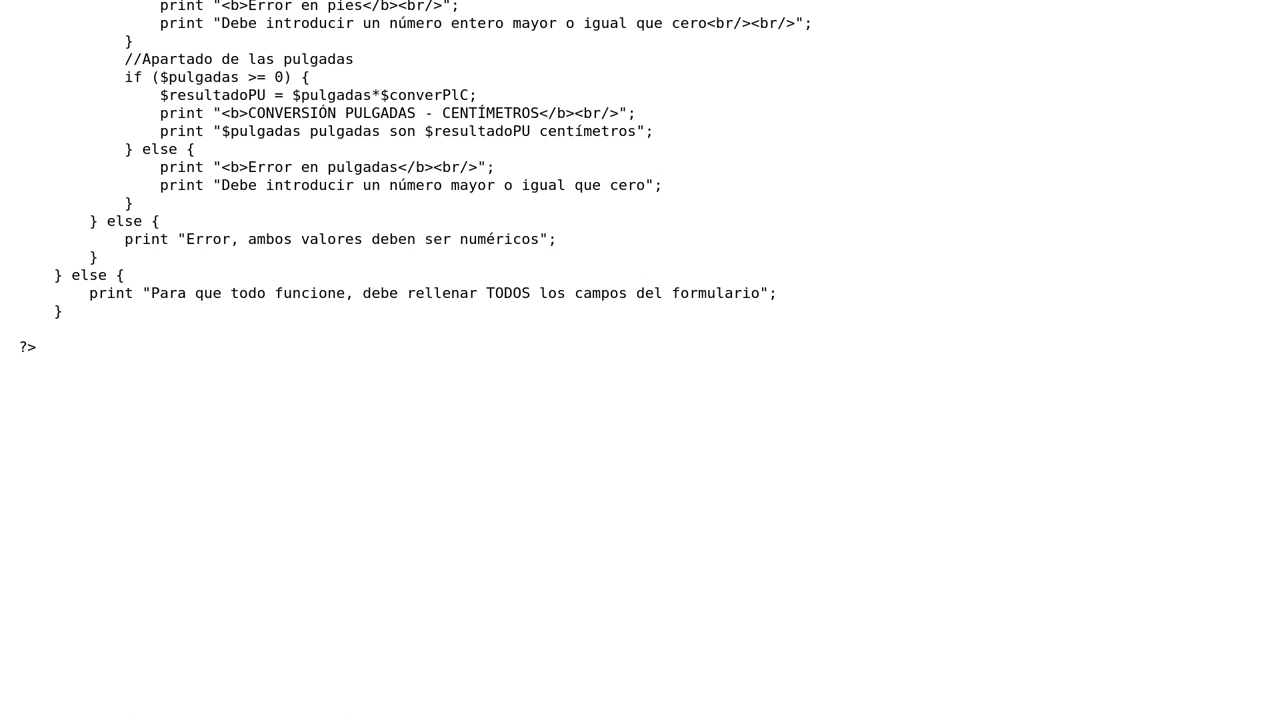 print "<b>Error en pies</b><br/>";
print "Debe introducir un número entero mayor o igual que cero<br/><br/>";
}
//Apartado de las pulgadas
if ($pulgadas >= 0) {
$resultadoPU = $pulgadas*$converPlC;
print "<b>CONVERSIÓN PULGADAS - CENTÍMETROS</b><br/>";
print "$pulgadas pulgadas son $resultadoPU centímetros";
} else {
print "<b>Error en pulgadas</b><br/>";
print "Debe introducir un número mayor o igual que cero";
}
} else {
print "Error, ambos valores deben ser numéricos";
}
} else {
print "Para que todo funcione, debe rellenar TODOS los campos del formulario";
}
?>